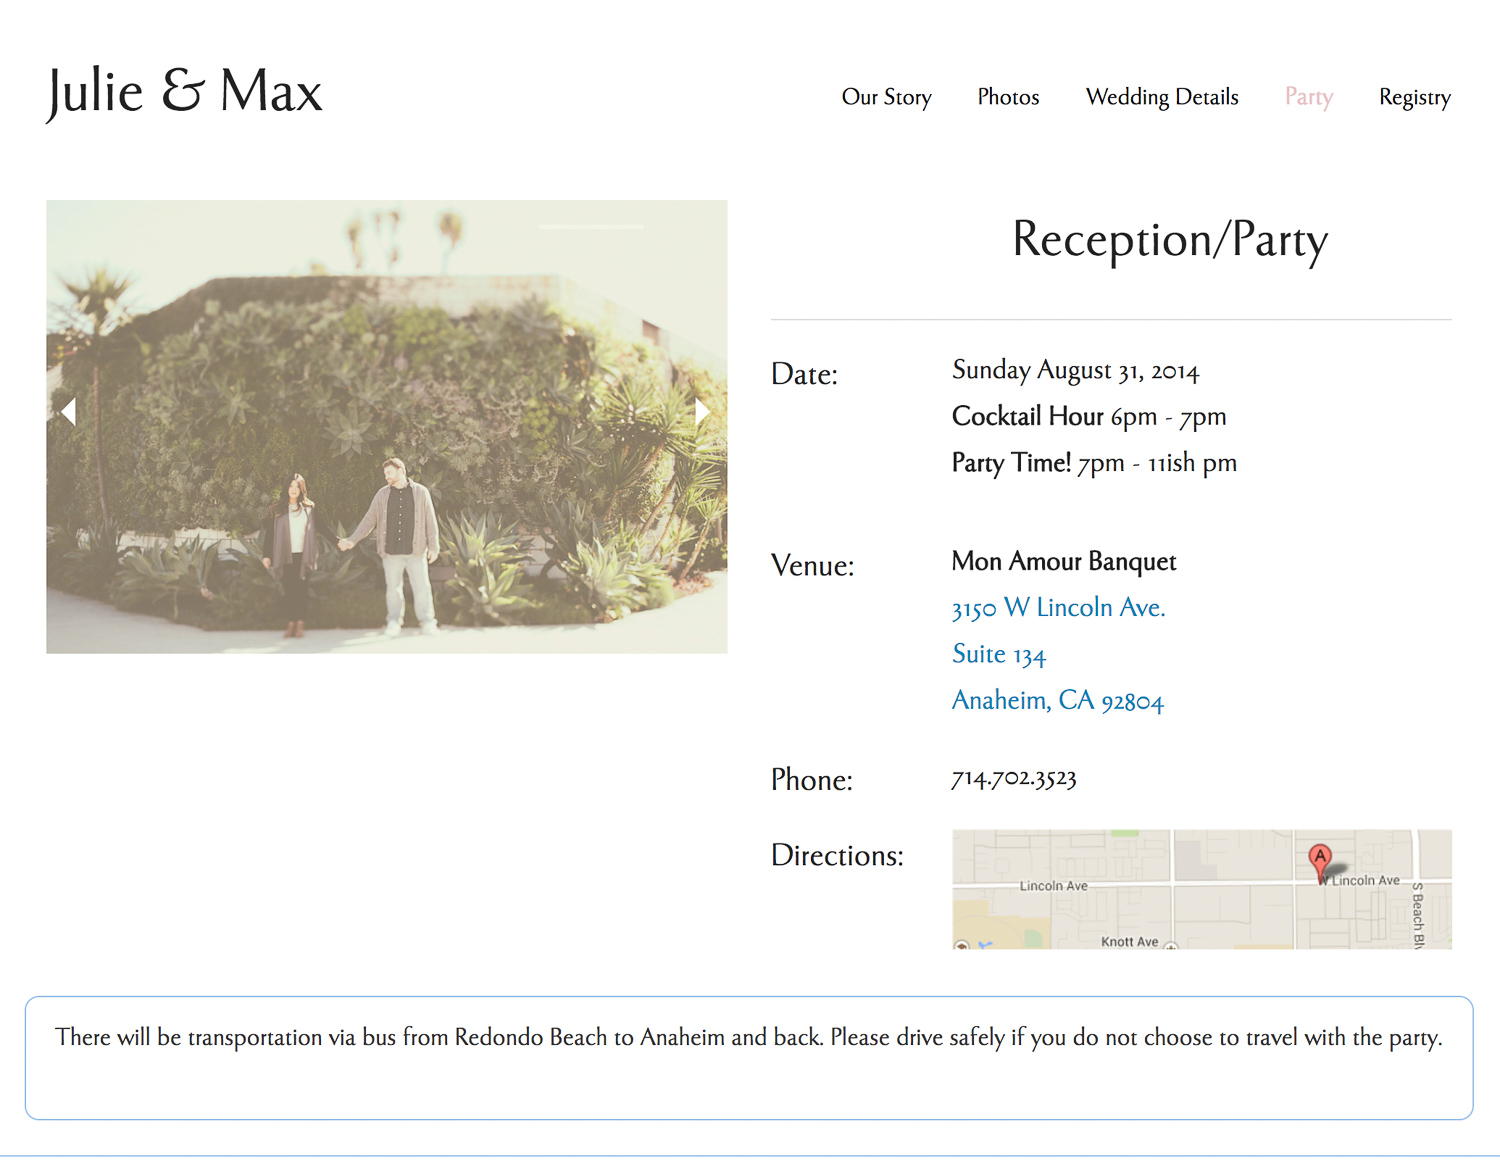 Julie & Max
Our Story Photos Wedding Details Party Registry
Reception/Party
Date: Sunday August 31, 2014
Cocktail Hour 6pm - 7pm
Party Time! 7pm - 11ish pm
Venue: Mon Amour Banquet
3150 W Lincoln Ave.
Suite 134
Anaheim, CA 92804
Phone: 714.702.3523
Directions:
A
Lincoln Ave
W Lincoln Ave
S Beach Blv
Knott Ave
There will be transportation via bus from Redondo Beach to Anaheim and back. Please drive safely if you do not choose to travel with the party.